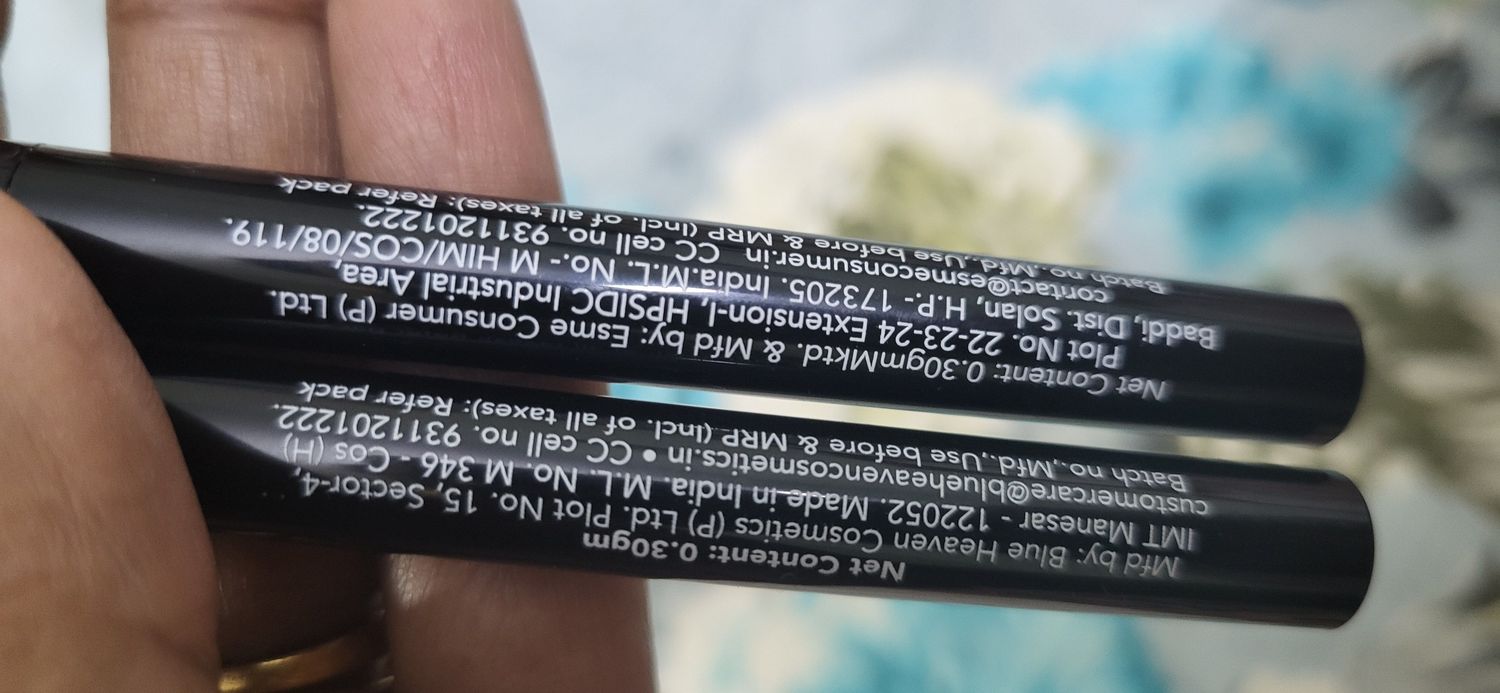 Net Content: 0.30gm
Mfd by: Blue Heaven Cosmetics (P) Ltd. Plot No. 15, Sector-4,
IMT Manesar - 122052. Made in India. M.L. No. M 346 - Cos (H)
customercare@blueheavencosmetics.in • CC cell no. 9311201222.
Batch no., Mfd., Use before & MRP (Incl. of all taxes): Refer pack
Net Content: 0.30gmMktd. & Mfd by: Esme Consumer (P) Ltd.
Plot No. 22-23-24 Extension-I, HPSIDC Industrial Area,
Baddi, Dist. Solan, H.P.- 173205. India.M.L. No.- M HIM/COS/08/119.
contact@esmeconsumer.in CC cell no. 9311201222.
Batch no.,Mfd.,Use before & MRP (Incl. of all taxes): Refer pack